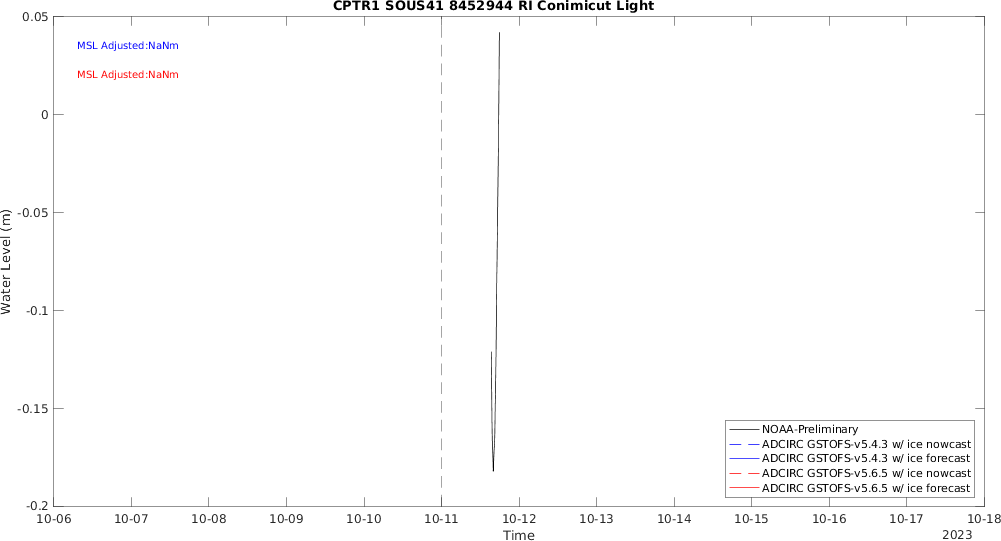 CPTR1 SOUS41 8452944 RI Conimicut Light
MSL Adjusted:NaNm
MSL Adjusted:NaNm
0.05
0
-0.05
-0.1
-0.15
-0.2
Water Level (m)
NOAA-Preliminary
ADCIRC GSTOFS-v5.4.3 w/ ice nowcast
ADCIRC GSTOFS-v5.4.3 w/ ice forecast
ADCIRC GSTOFS-v5.6.5 w/ ice nowcast
ADCIRC GSTOFS-v5.6.5 w/ ice forecast
10-06 10-07 10-08 10-09 10-10 10-11 10-12 10-13 10-14 10-15 10-16 10-17 10-18
Time
2023